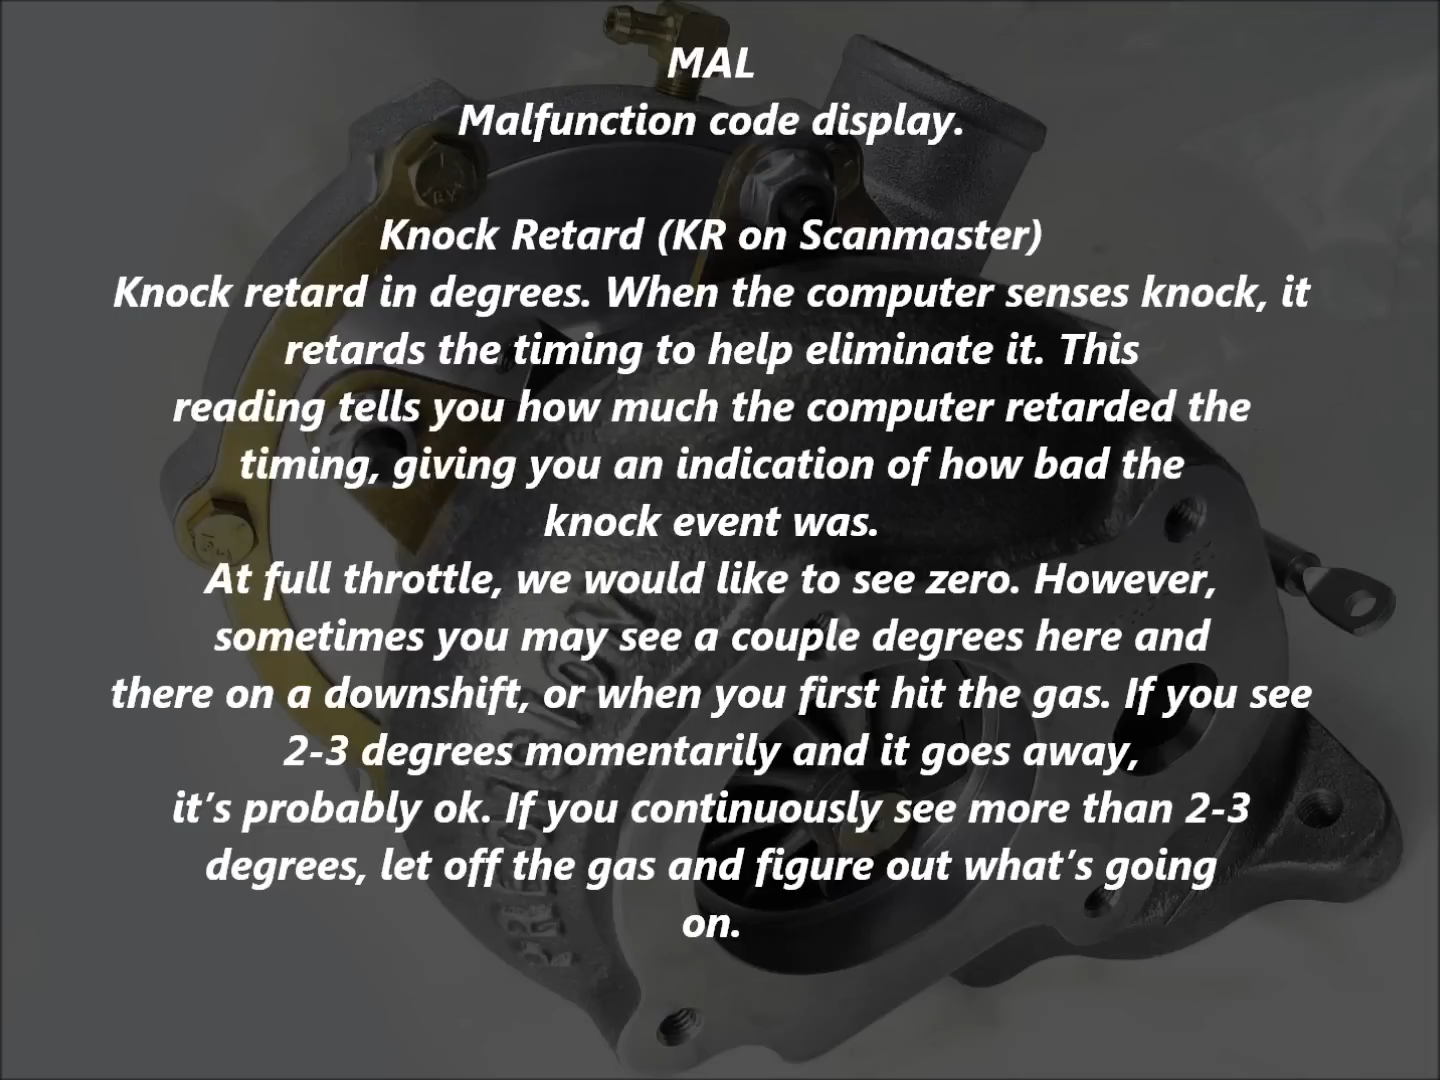 MAL
Malfunction code display.
Knock Retard (KR on Scanmaster)
Knock retard in degrees. When the computer senses knock, it
retards the timing to help eliminate it. This
reading tells you how much the computer retarded the
timing, giving you an indication of how bad the
knock event was.
At full throttle, we would like to see zero. However,
sometimes you may see a couple degrees here and
there on a downshift, or when you first hit the gas. If you see
2-3 degrees momentarily and it goes away,
it's probably ok. If you continuously see more than 2-3
degrees, let off the gas and figure out what's going
on.
PRECISION